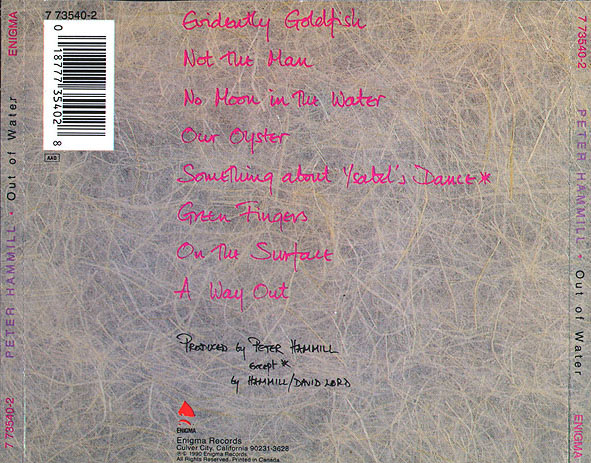 ENIGMA
7 73540-2
0 18777 35402 8
AAD
PETER HAMMILL • Out of Water
7 73540-2
Evidently Goldfish
Not The Man
No Moon in The Water
Our Oyster
Something about Ysabel's Dance*
Green Fingers
On The Surface
A Way Out
PRODUCED by PETER HAMMILL
except *
by HAMMILL/DAVID LORD
ENIGMA
Enigma Records
Culver City, California 90231-3628
℗ © 1990 Enigma Records
All Rights Reserved. Printed in Canada.
7 73540-2
PETER HAMMILL • Out of Water
ENIGMA